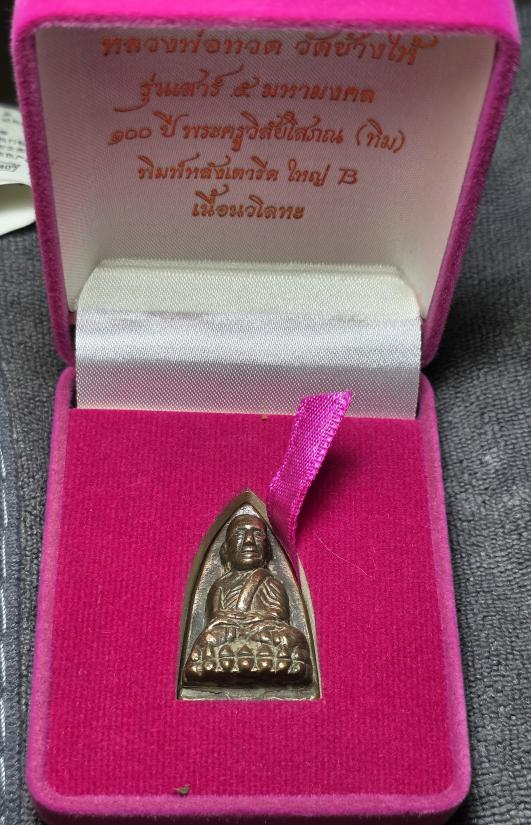 หลวงพ่อทวด วัดช้างให้
รุ่นเสาร์ ๕ มหามงคล
๑๐๐ ปี พระครูวิสัยโสภณ (ทิม)
พิมพ์หลังเตารีด ใหญ่ B
เนื้อนวโลหะ